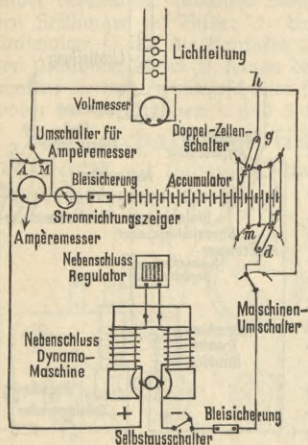 Lichtleitung
h
Voltmesser
g
Umschalter für
Ampèremesser
Doppel-Zellen-
schalter
A M
Bleisicherung
Accumulator
Stromrichtungszeiger
m
d
Ampèremesser
Nebenschluss
Regulator
Maschinen-
Umschalter
Nebenschluss
Dynamo-
Maschine
+
–
Bleisicherung
Selbstausschalter